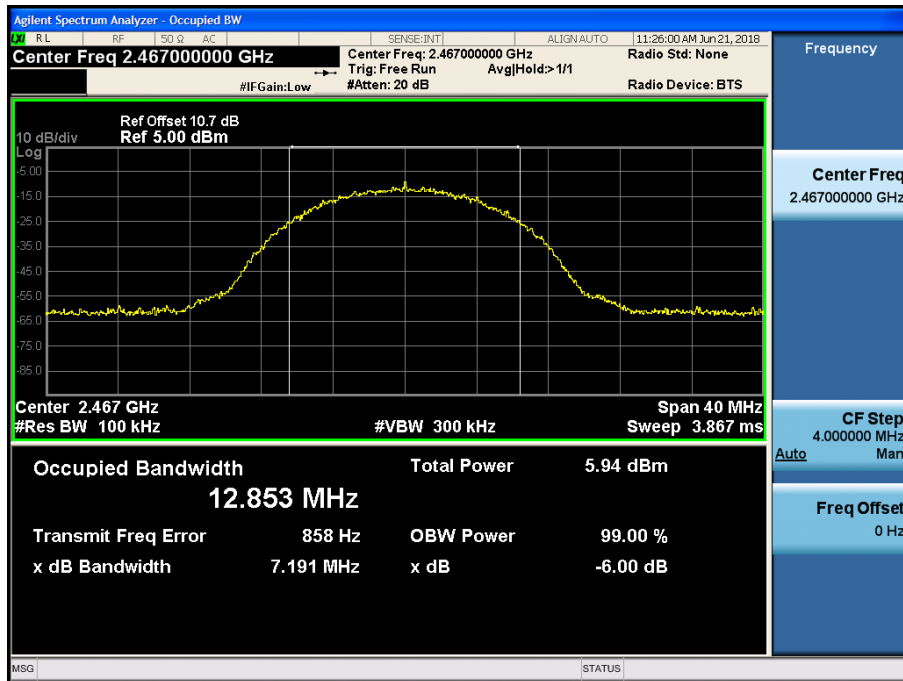 Agilent Spectrum Analyzer - Occupied BW
LXI RL RF 50 Ω AC SENSE:INT ALIGN AUTO 11:26:00 AM Jun 21, 2018
Center Freq 2.467000000 GHz
Center Freq: 2.467000000 GHz
Radio Std: None
Trig: Free Run Avg|Hold:>1/1
#IFGain:Low
#Atten: 20 dB
Radio Device: BTS
Ref Offset 10.7 dB
10 dB/div Ref 5.00 dBm
Log
-5.00
-15.0
-25.0
-35.0
-45.0
-55.0
-65.0
-75.0
-85.0
Center 2.467 GHz Span 40 MHz
#Res BW 100 kHz #VBW 300 kHz Sweep 3.867 ms
Occupied Bandwidth Total Power 5.94 dBm
12.853 MHz
Transmit Freq Error 858 Hz OBW Power 99.00 %
x dB Bandwidth 7.191 MHz x dB -6.00 dB
MSG STATUS
Frequency
Center Freq
2.467000000 GHz
CF Step
4.000000 MHz
Auto Man
Freq Offset
0 Hz